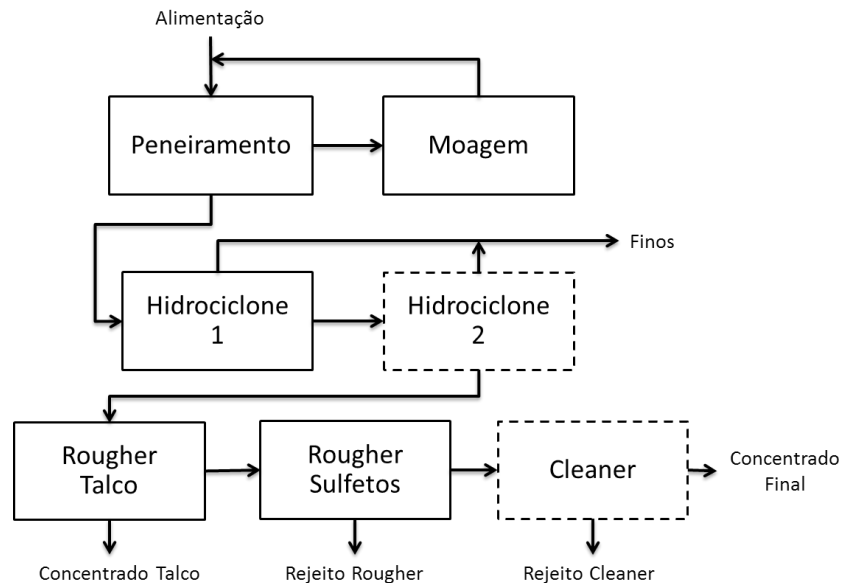 Alimentação
Peneiramento
Moagem
Finos
Hidrociclone
1
Hidrociclone
2
Rougher
Talco
Rougher
Sulfetos
Cleaner
Concentrado
Final
Concentrado Talco
Rejeito Rougher
Rejeito Cleaner